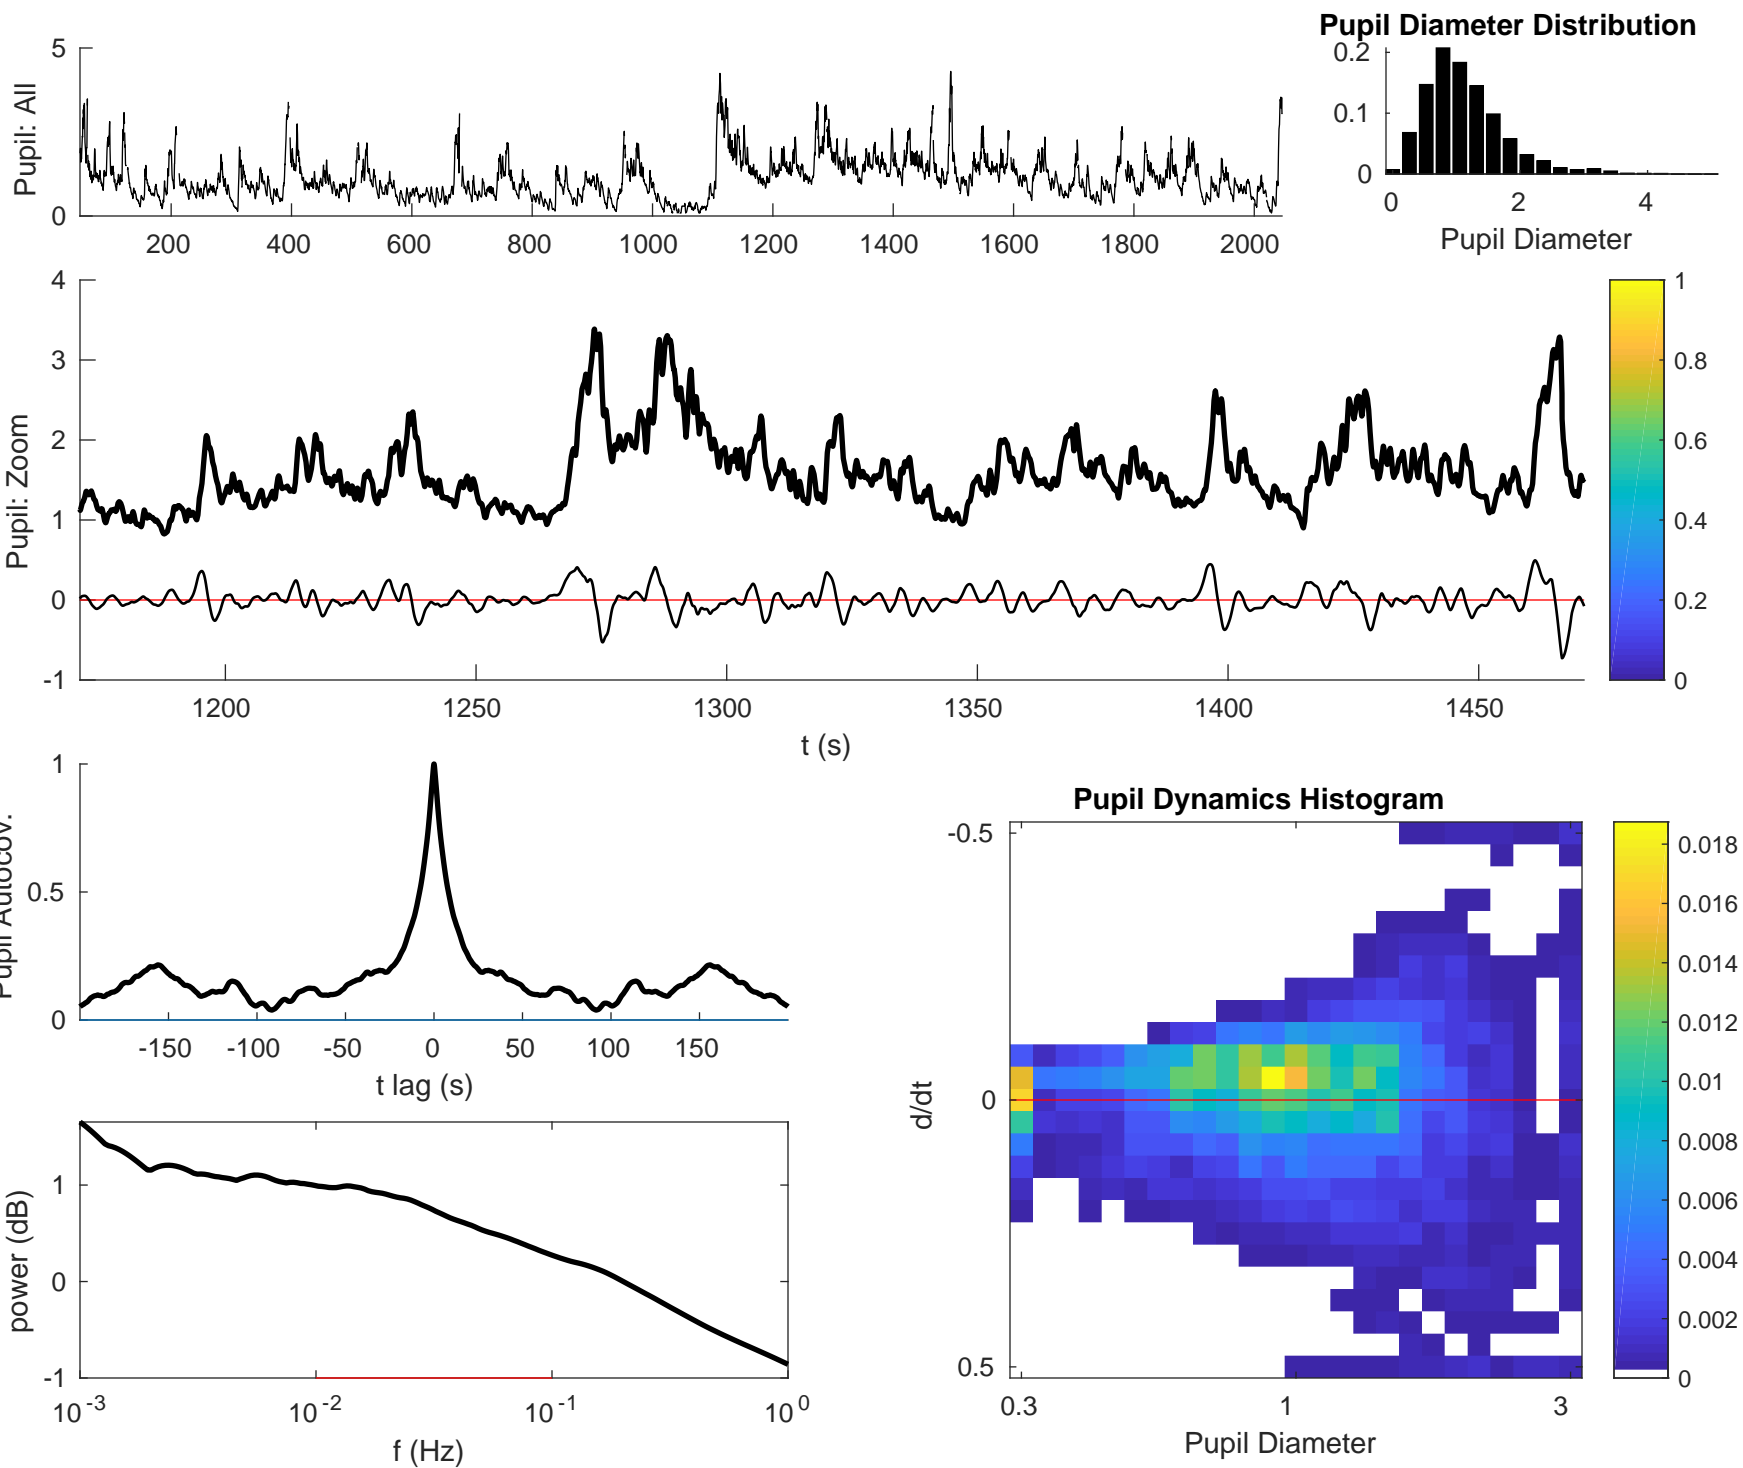 Pupil: All
5
0
200 400 600 800 1000 1200 1400 1600 1800 2000
Pupil Diameter Distribution
0.2
0.1
0
0 2 4
Pupil Diameter
Pupil: Zoom
4
3
2
1
0
-1
1200 1250 1300 1350 1400 1450
t (s)
1
0.8
0.6
0.4
0.2
0
Pupil Autocov.
1
0.5
0
-150 -100 -50 0 50 100 150
t lag (s)
power (dB)
1
0
-1
10-3 10-2 10-1 100
f (Hz)
Pupil Dynamics Histogram
d/dt
-0.5
0
0.5
0.3 1 3
Pupil Diameter
0.018
0.016
0.014
0.012
0.01
0.008
0.006
0.004
0.002
0